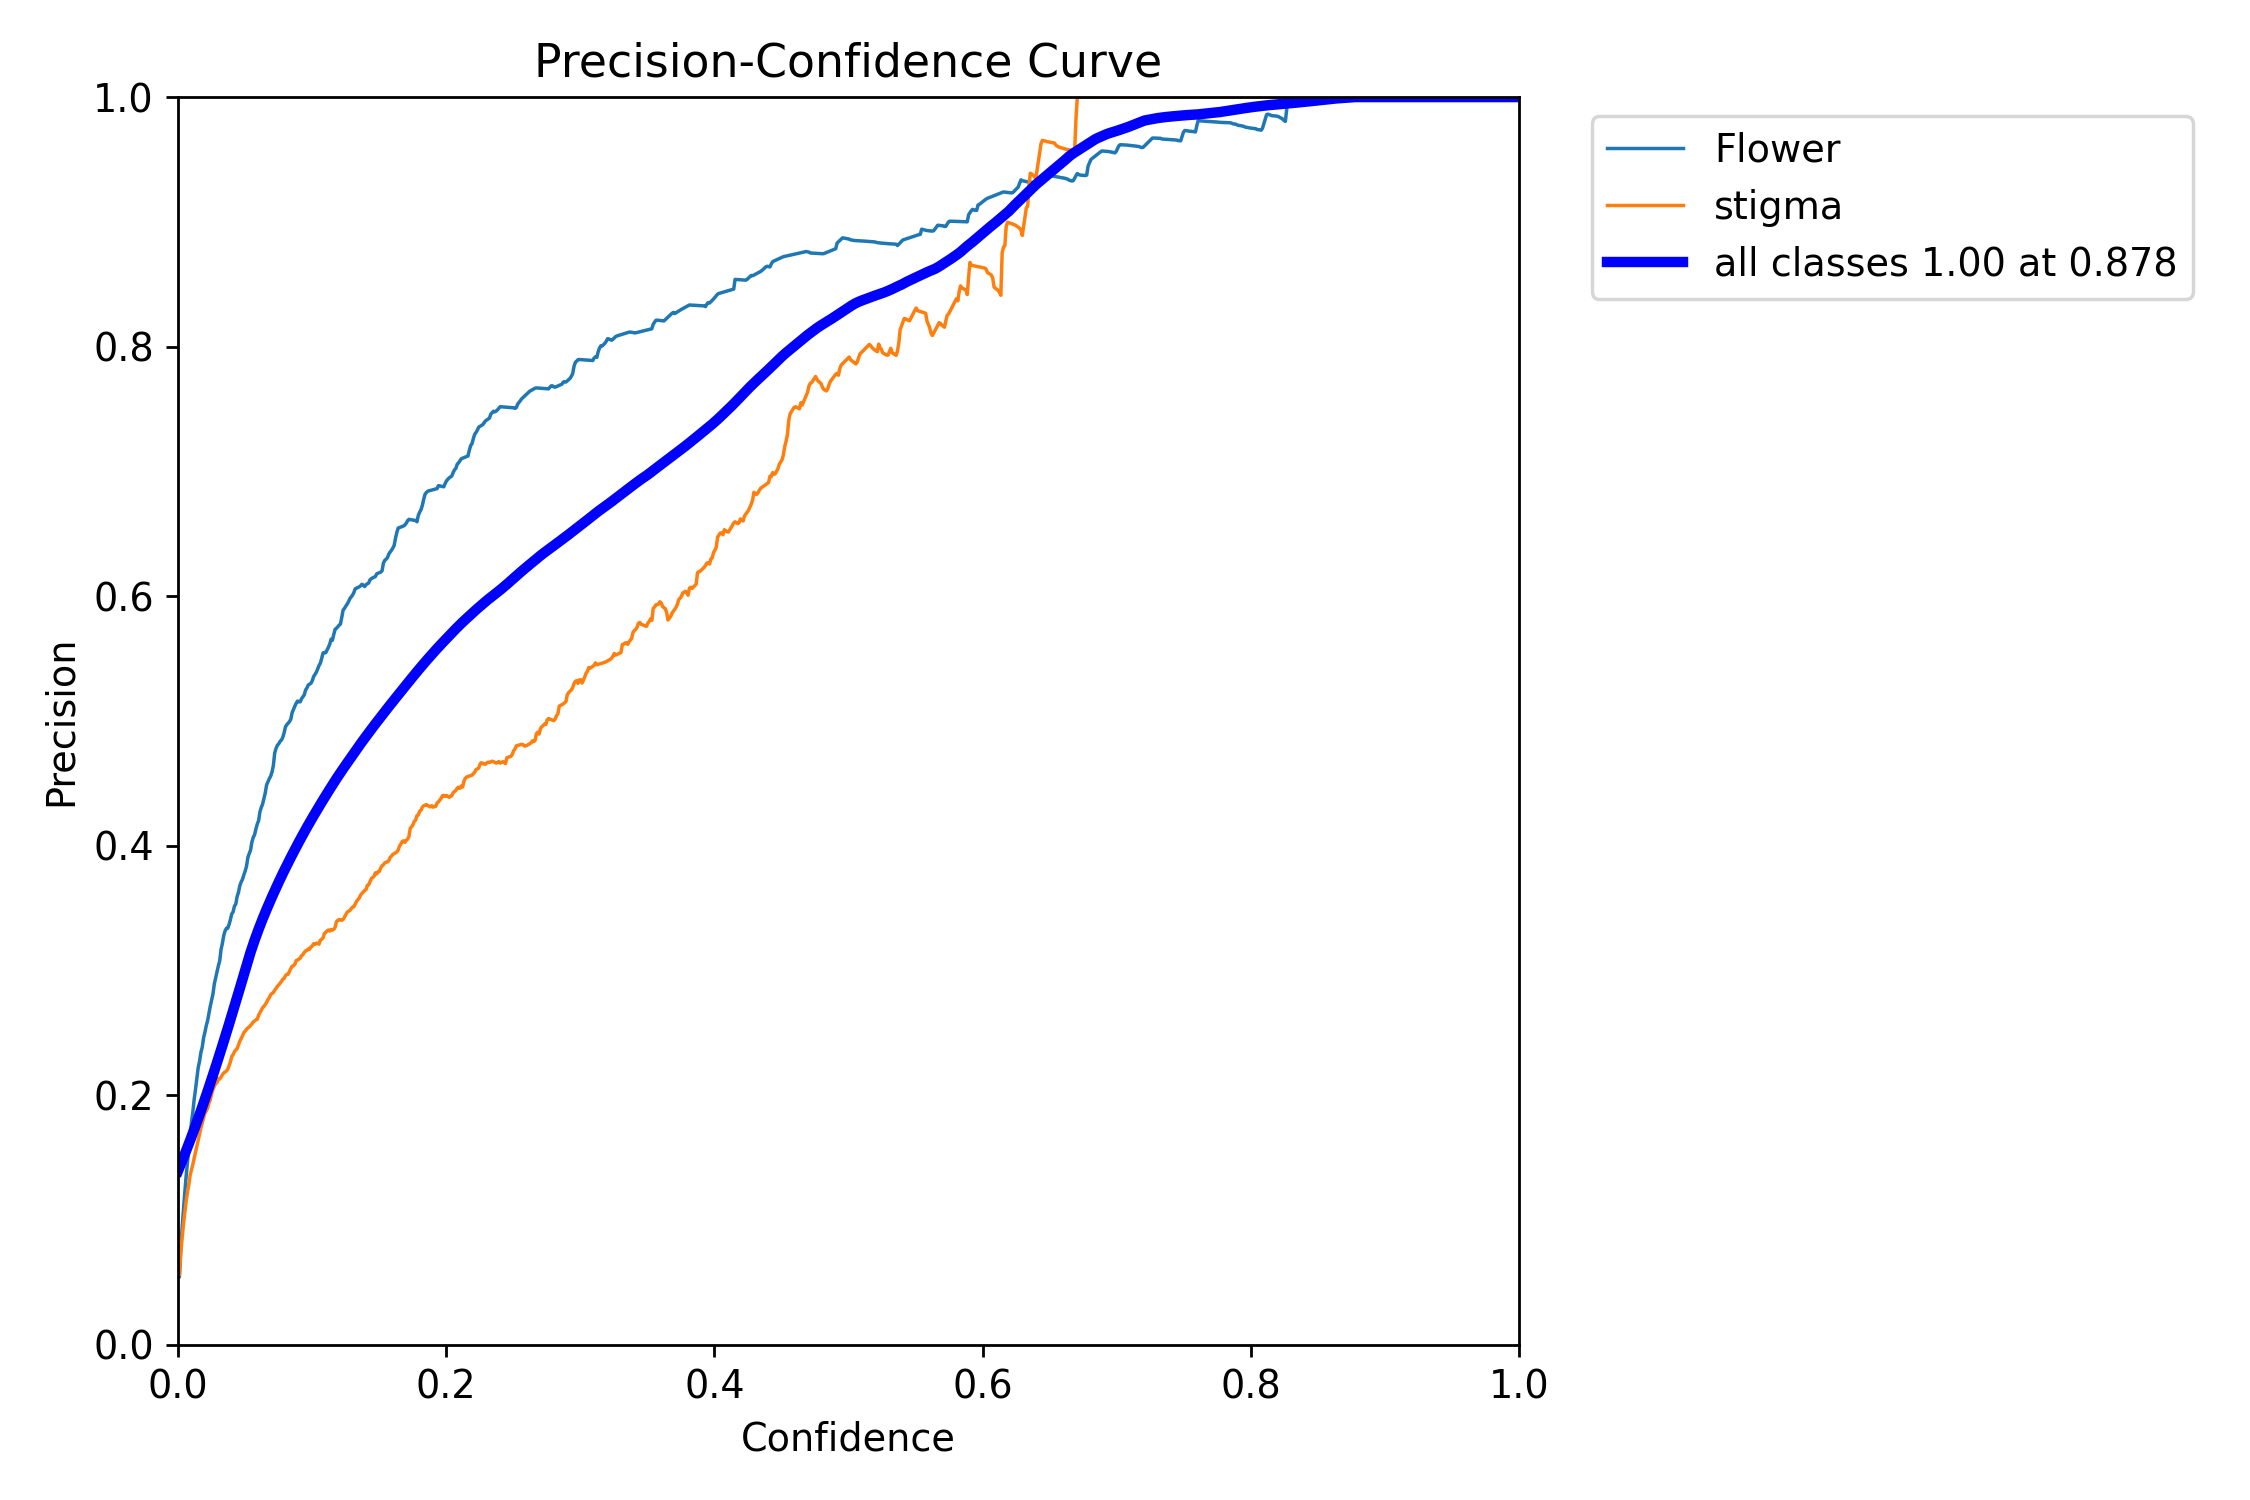 Precision-Confidence Curve
Flower
stigma
all classes 1.00 at 0.878
Precision
1.0
0.8
0.6
0.4
0.2
0.0
0.0 0.2 0.4 0.6 0.8 1.0
Confidence